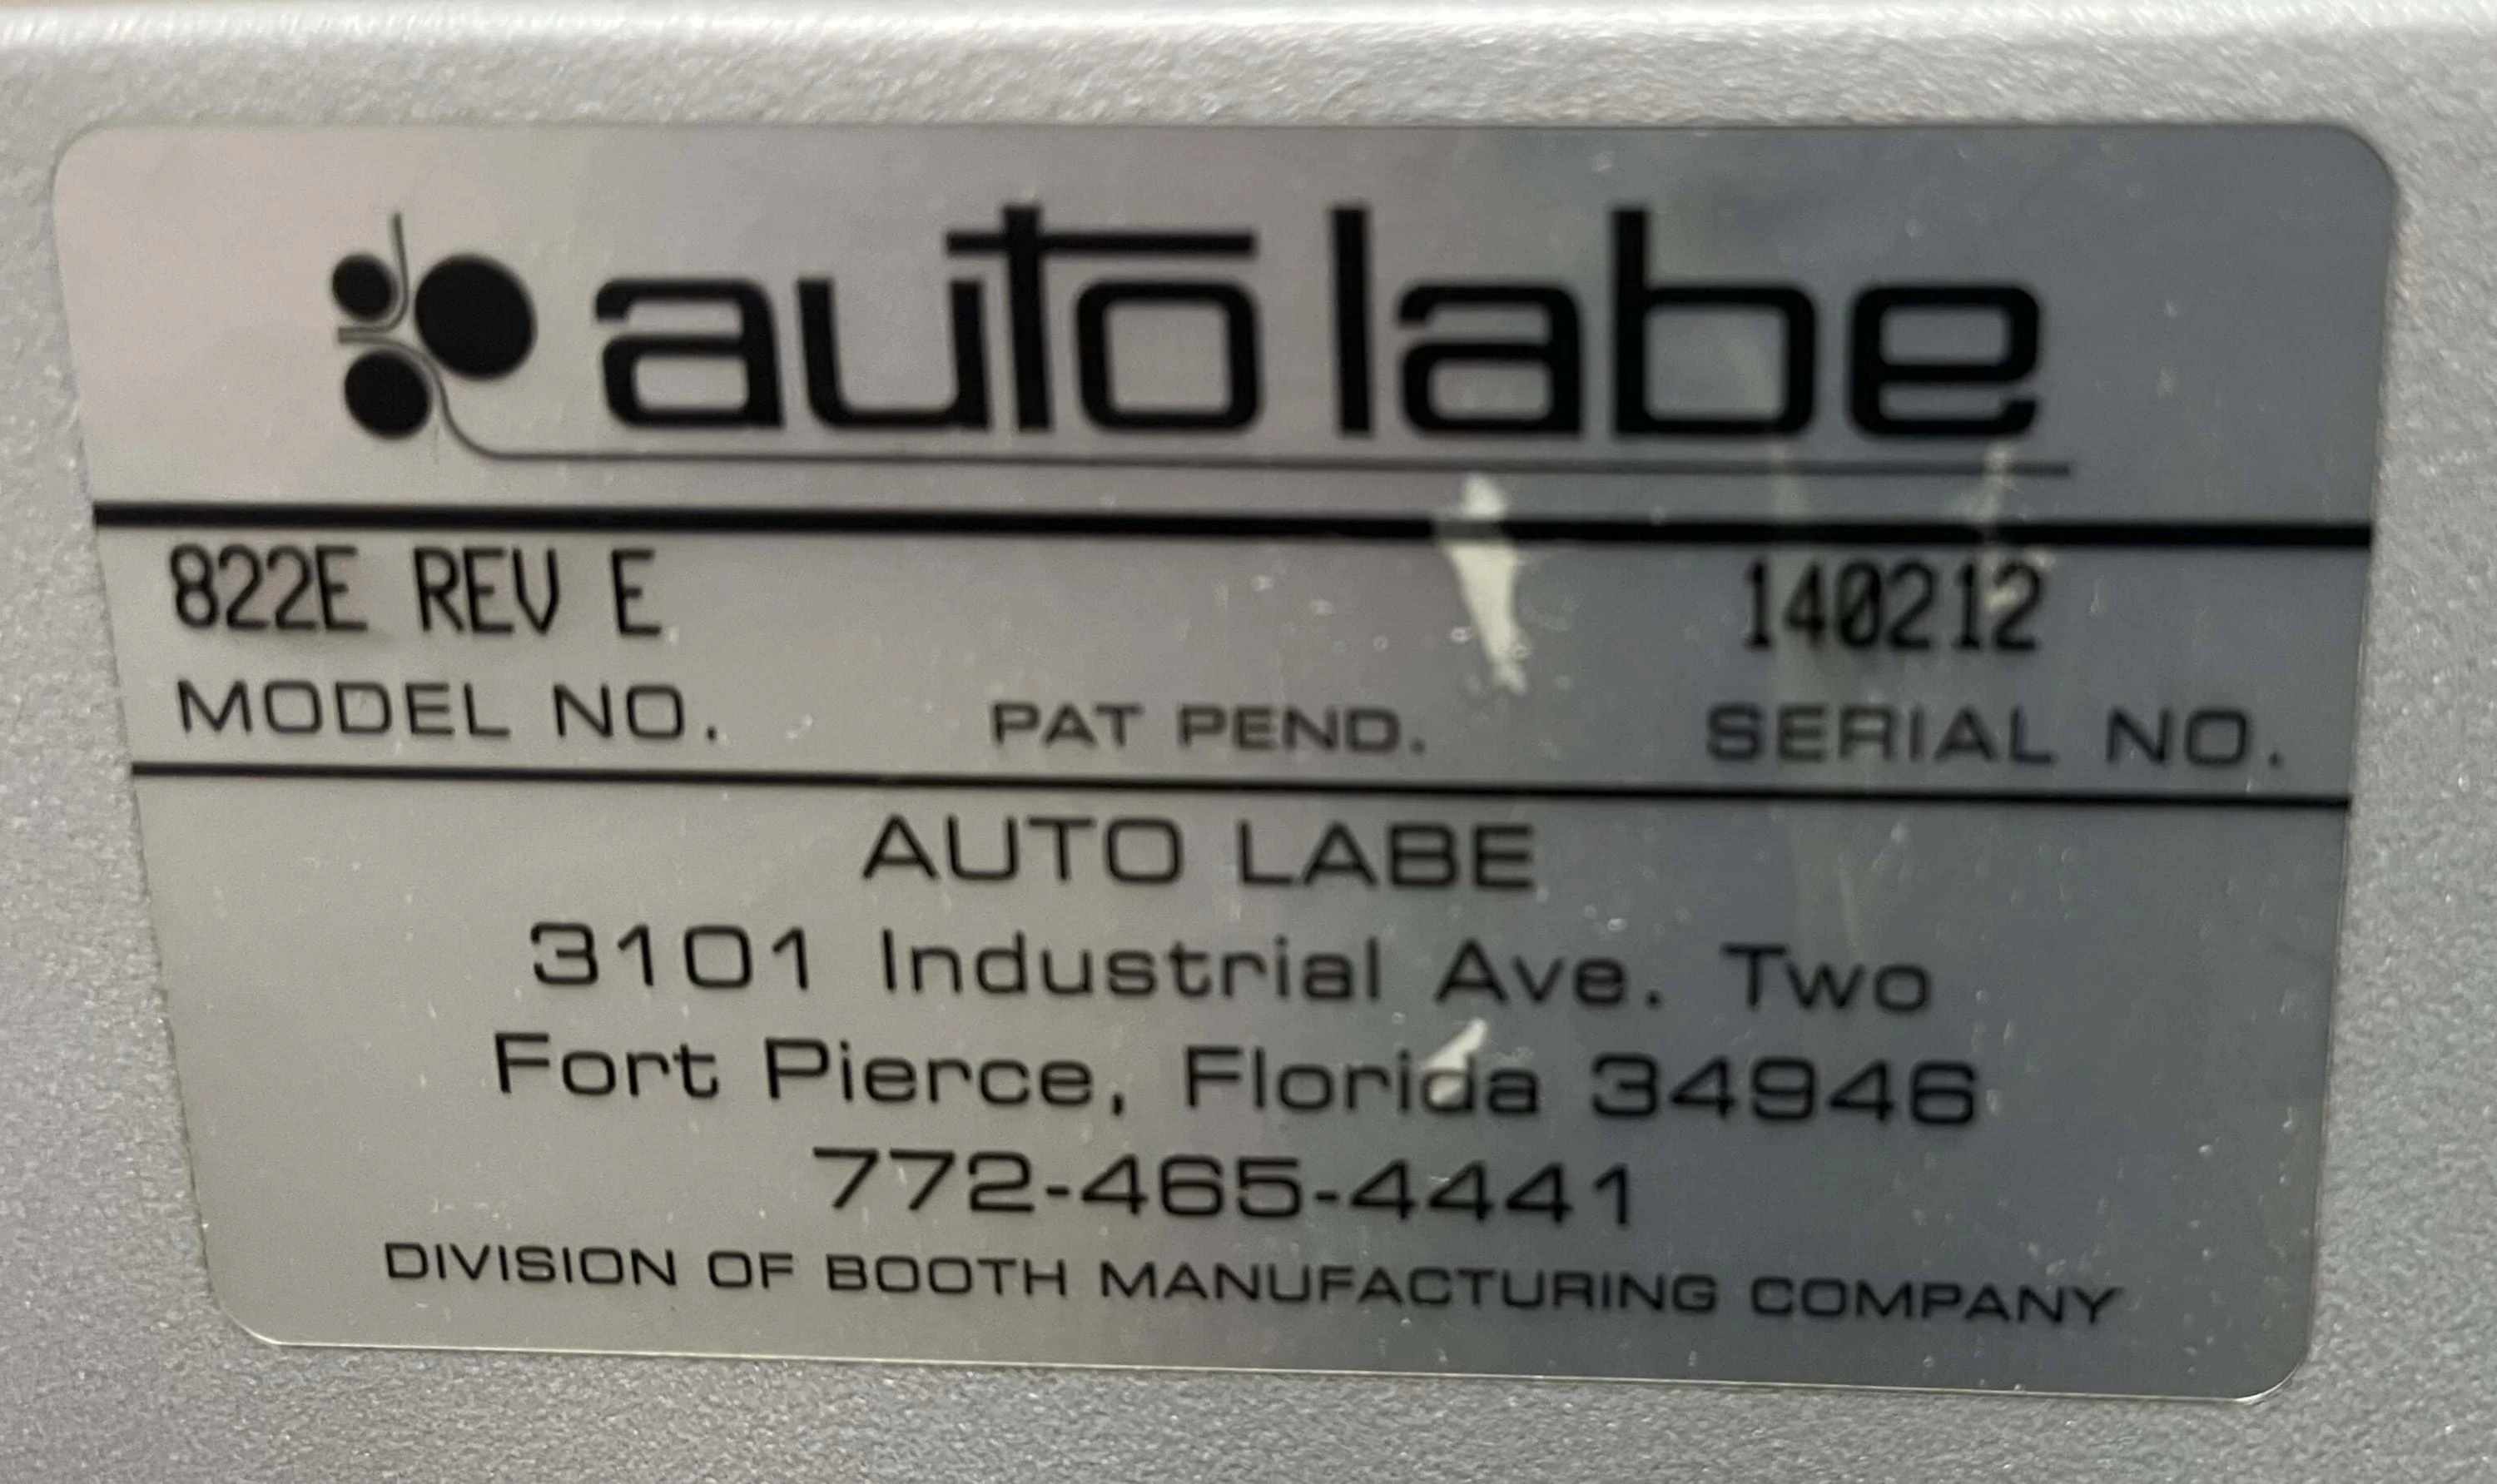 auto labe
822E REV E 140212
MODEL NO. PAT PEND. SERIAL NO.
AUTO LABE
3101 Industrial Ave. Two
Fort Pierce, Florida 34946
772-465-4441
DIVISION OF BOOTH MANUFACTURING COMPANY